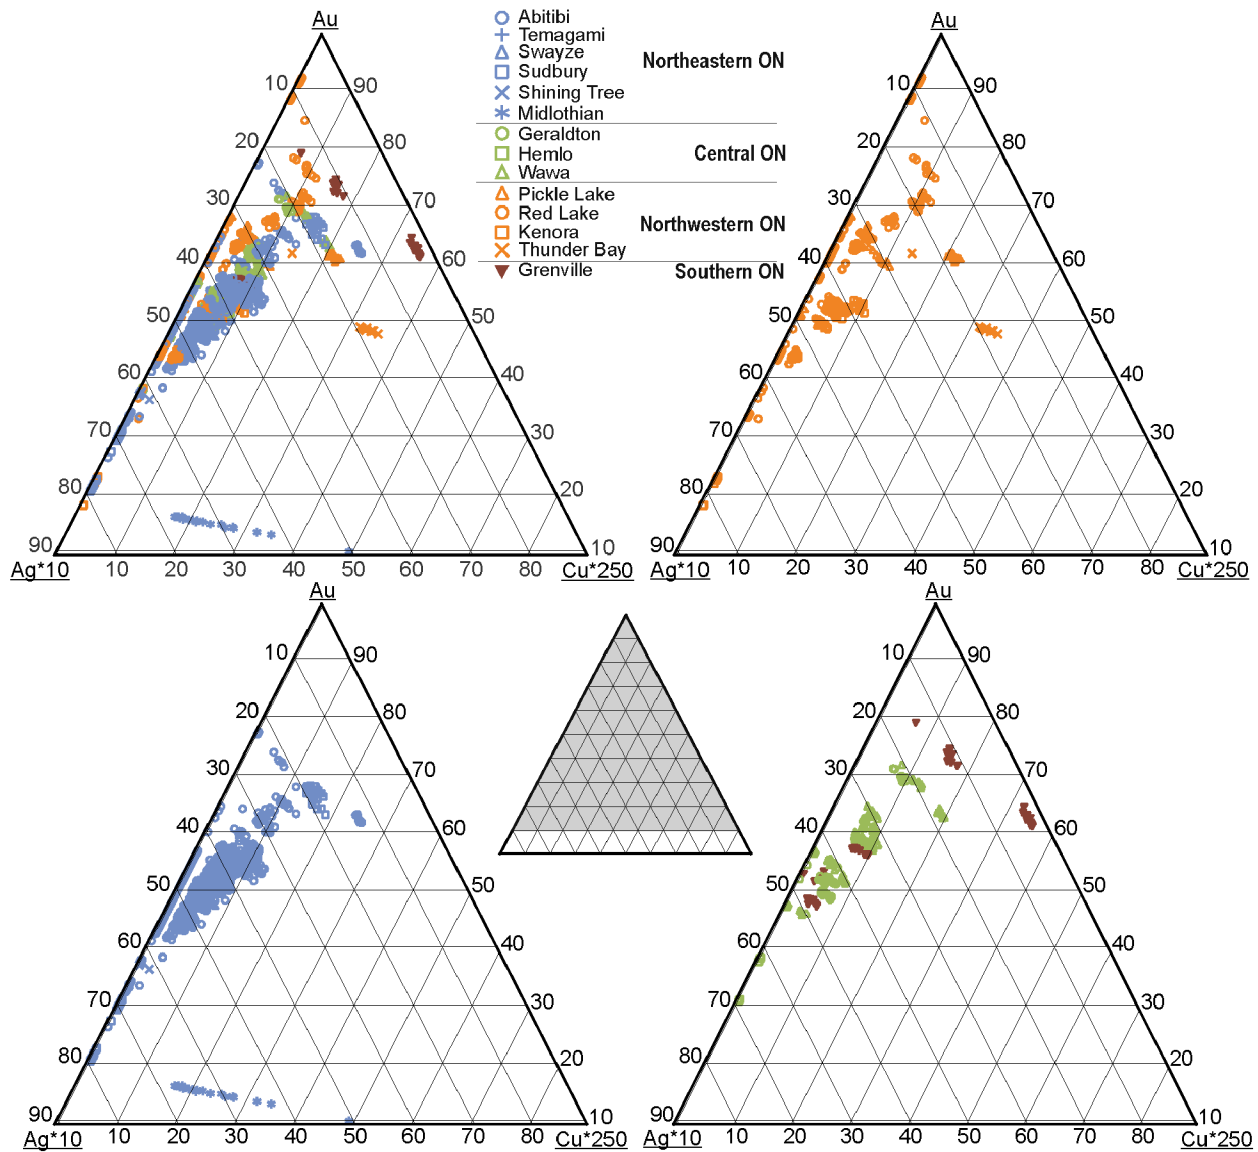 Au
Abitibi
Temagami
Swayze
Sudbury
Shining Tree
Midlothian
Northeastern ON
Geraldton
Hemlo
Wawa
Central ON
Pickle Lake
Red Lake
Kenora
Thunder Bay
Northwestern ON
Grenville
Southern ON
10 90
20 80
30 70
40 60
50 50
60 40
70 30
80 20
90 10
Ag*10 10 20 30 40 50 60 70 80 Cu*250
Au
10 90
20 80
30 70
40 60
50 50
60 40
70 30
80 20
90 10
Ag*10 10 20 30 40 50 60 70 80 Cu*250
Au
10 90
20 80
30 70
40 60
50 50
60 40
70 30
80 20
90 10
Ag*10 10 20 30 40 50 60 70 80 Cu*250
Au
10 90
20 80
30 70
40 60
50 50
60 40
70 30
80 20
90 10
Ag*10 10 20 30 40 50 60 70 80 Cu*250